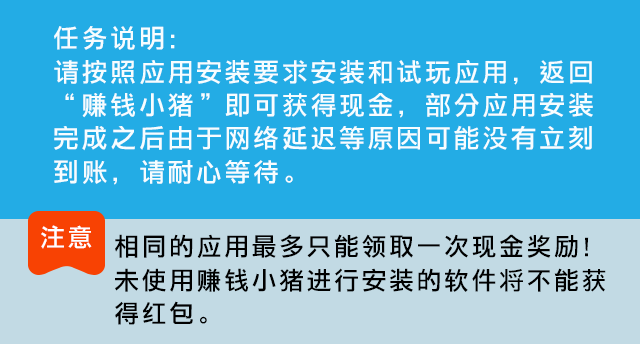 任务说明:
请按照应用安装要求安装和试玩应用，返回
“赚钱小猪”即可获得现金，部分应用安装
完成之后由于网络延迟等原因可能没有立刻
到账，请耐心等待。
注意
相同的应用最多只能领取一次现金奖励!
未使用赚钱小猪进行安装的软件将不能获
得红包。